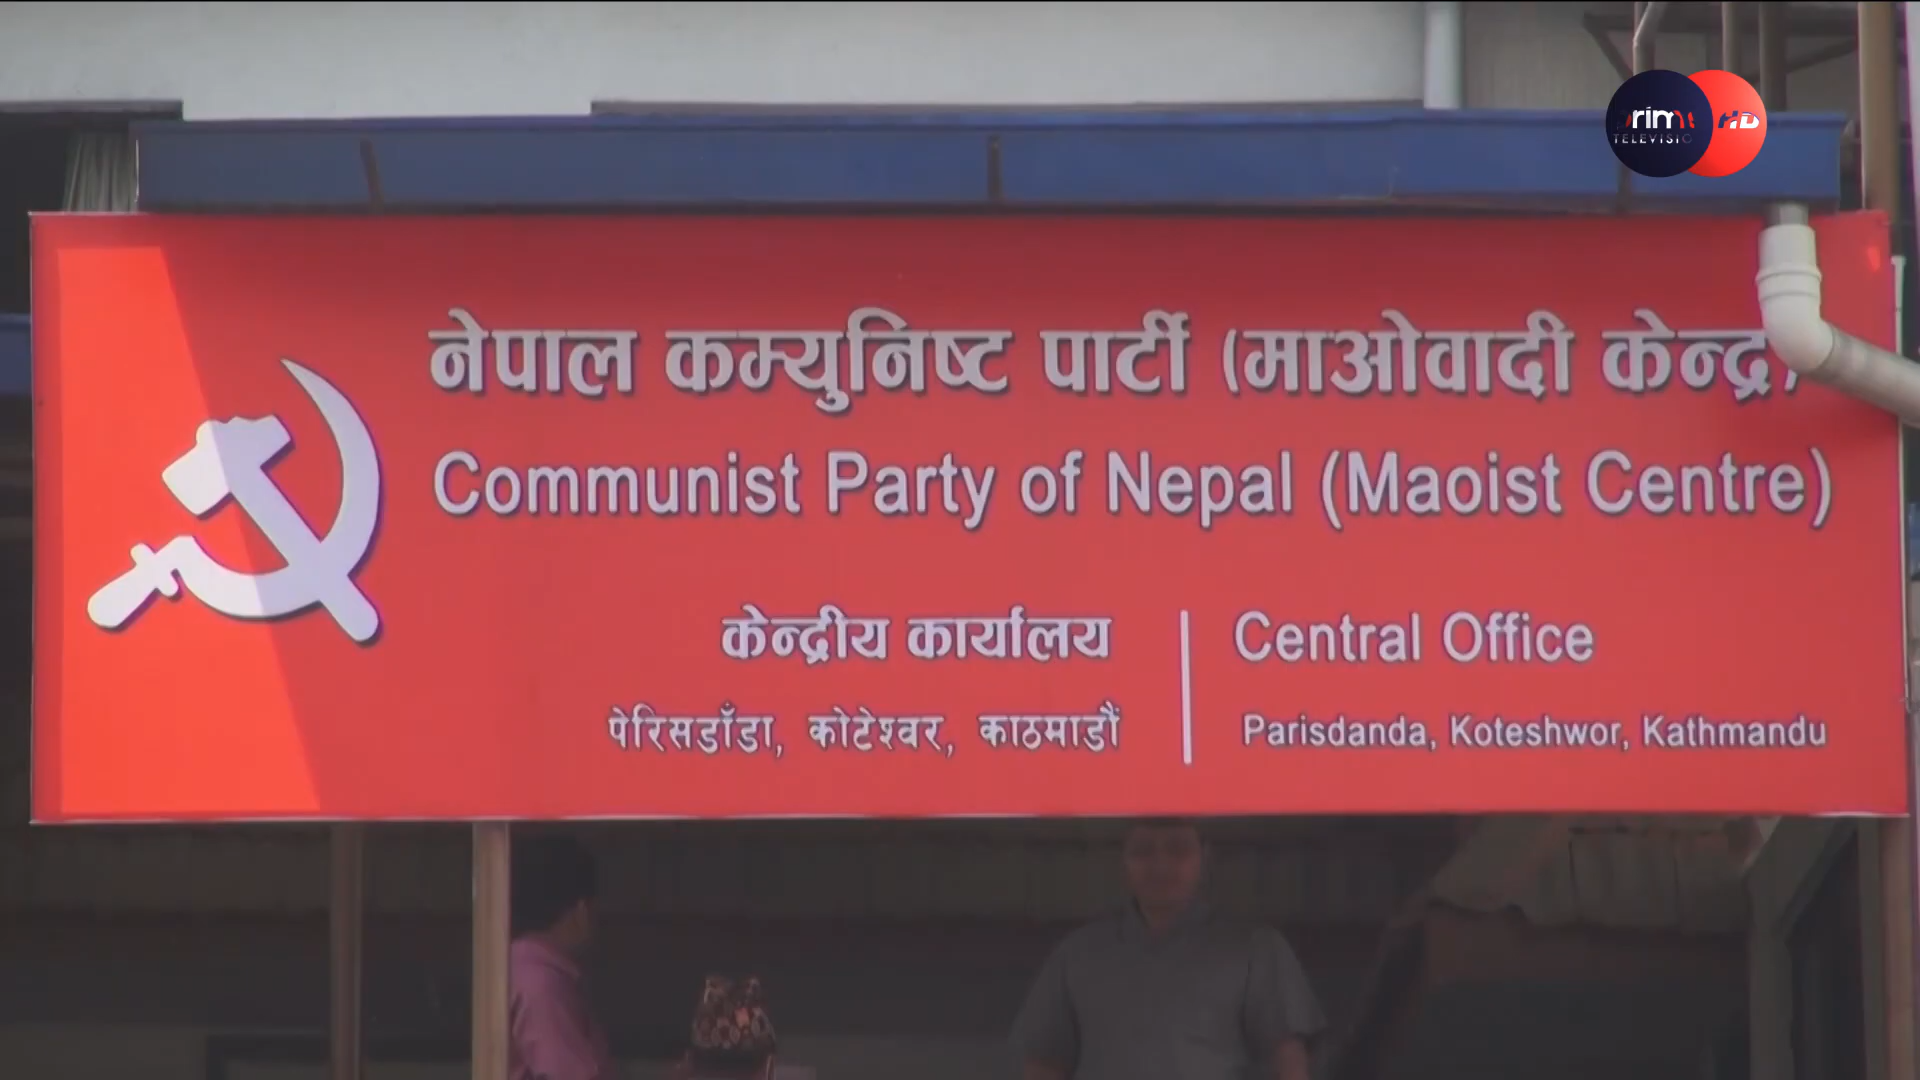 HD
नेपाल कम्युनिष्ट पार्टी (माओवादी केन्द्र)
Communist Party of Nepal (Maoist Centre)
केन्द्रीय कार्यालय
पेरिसडाँडा, कोटेश्वर, काठमाडौं
Central Office
Parisdanda, Koteshwor, Kathmandu